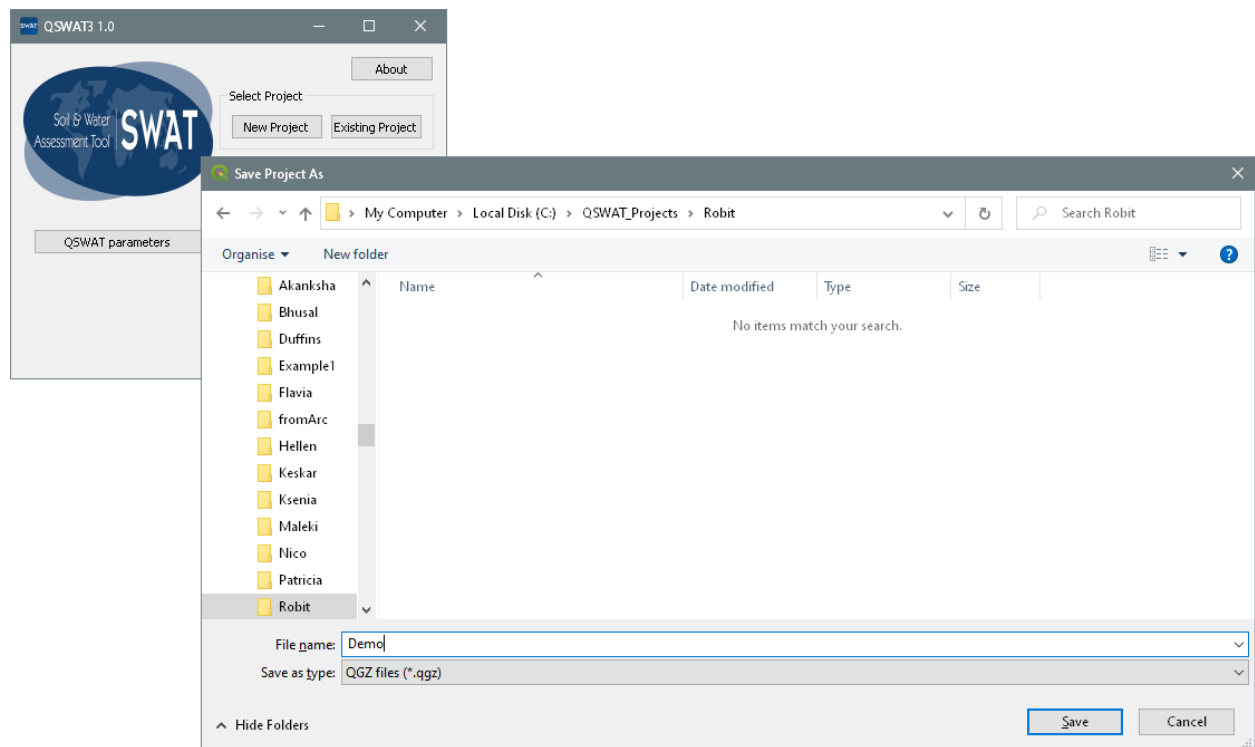 SWAT QSWAT3 1.0
About
Select Project
New Project Existing Project
Soil & Water
Assessment Tool SWAT
QSWAT parameters
Save Project As
My Computer > Local Disk (C:) > QSWAT_Projects > Robit
Search Robit
Organise New folder
?
Name Date modified Type Size
No items match your search.
Akanksha
Bhusal
Duffins
Example1
Flavia
fromArc
Hellen
Keskar
Ksenia
Maleki
Nico
Patricia
Robit
File name: Demo
Save as type: QGZ files (*.qgz)
Hide Folders
Save Cancel